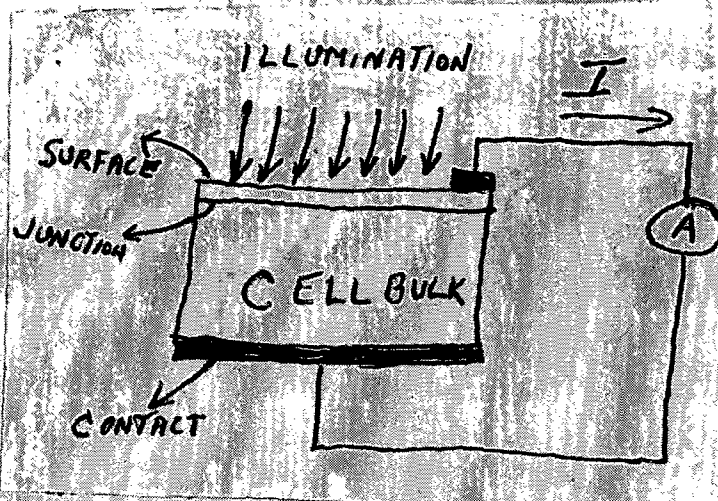 ILLUMINATION
I
SURFACE
JUNCTION
A
CELL BULK
CONTACT